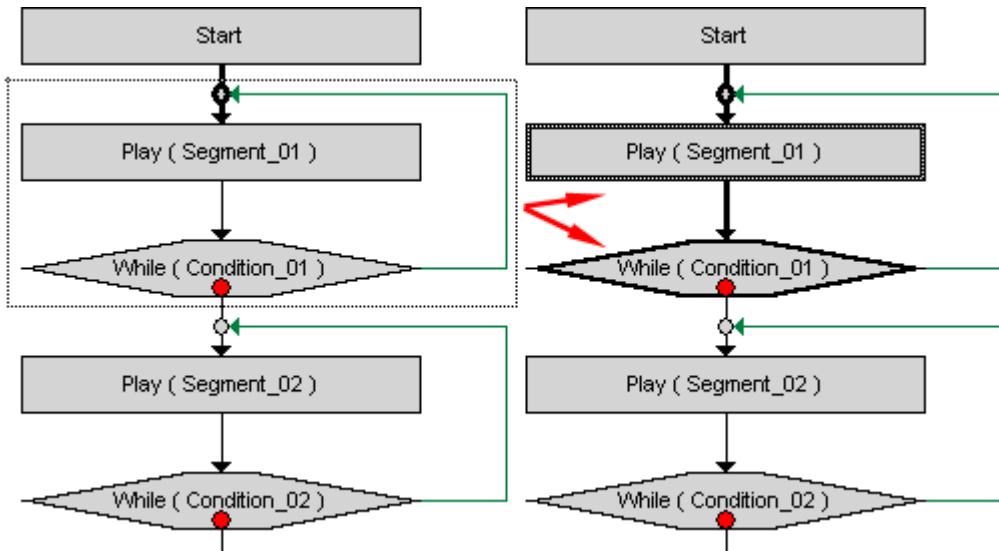 Start
Play ( Segment_01 )
While ( Condition_01 )
Play ( Segment_02 )
While ( Condition_02 )
Start
Play ( Segment_01 )
While ( Condition_01 )
Play ( Segment_02 )
While ( Condition_02 )